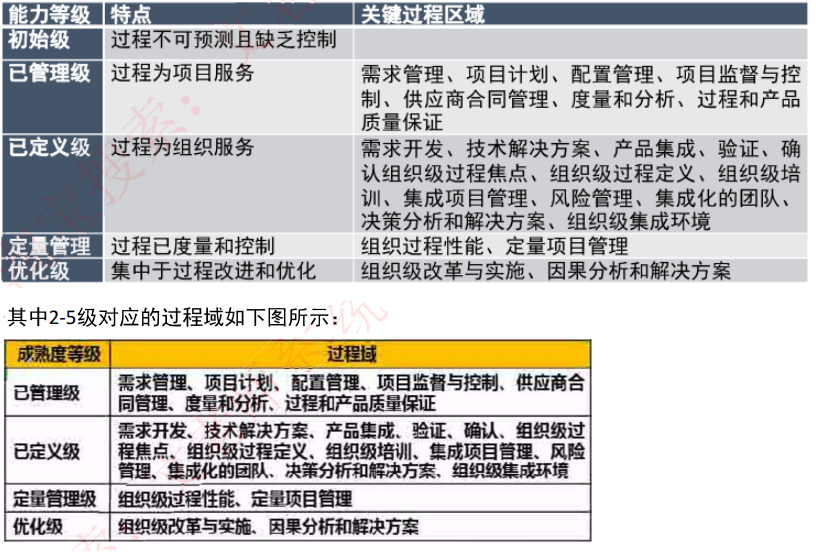 能力等级 特点 关键过程区域
初始级 过程不可预测且缺乏控制
已管理级 过程为项目服务 需求管理、项目计划、配置管理、项目监督与控
制、供应商合同管理、度量和分析、过程和产品
质量保证
已定义级 过程为组织服务 需求开发、技术解决方案、产品集成、验证、确
认组织级过程焦点、组织级过程定义、组织级培
训、集成项目管理、风险管理、集成化的团队、
决策分析和解决方案、组织级集成环境
定量管理 过程已度量和控制 组织过程性能、定量项目管理
优化级 集中于过程改进和优化 组织级改革与实施、因果分析和解决方案
其中2-5级对应的过程域如下图所示：
成熟度等级 过程域
已管理级 需求管理、项目计划、配置管理、项目监督与控制、供应商合
同管理、度量和分析、过程和产品质量保证
已定义级 需求开发、技术解决方案、产品集成、验证、确认、组织级过
程焦点、组织级过程定义、组织级培训、集成项目管理、风险
管理、集成化的团队、决策分析和解决方案、组织级集成环境
定量管理级 组织级过程性能、定量项目管理
优化级 组织级改革与实施、因果分析和解决方案